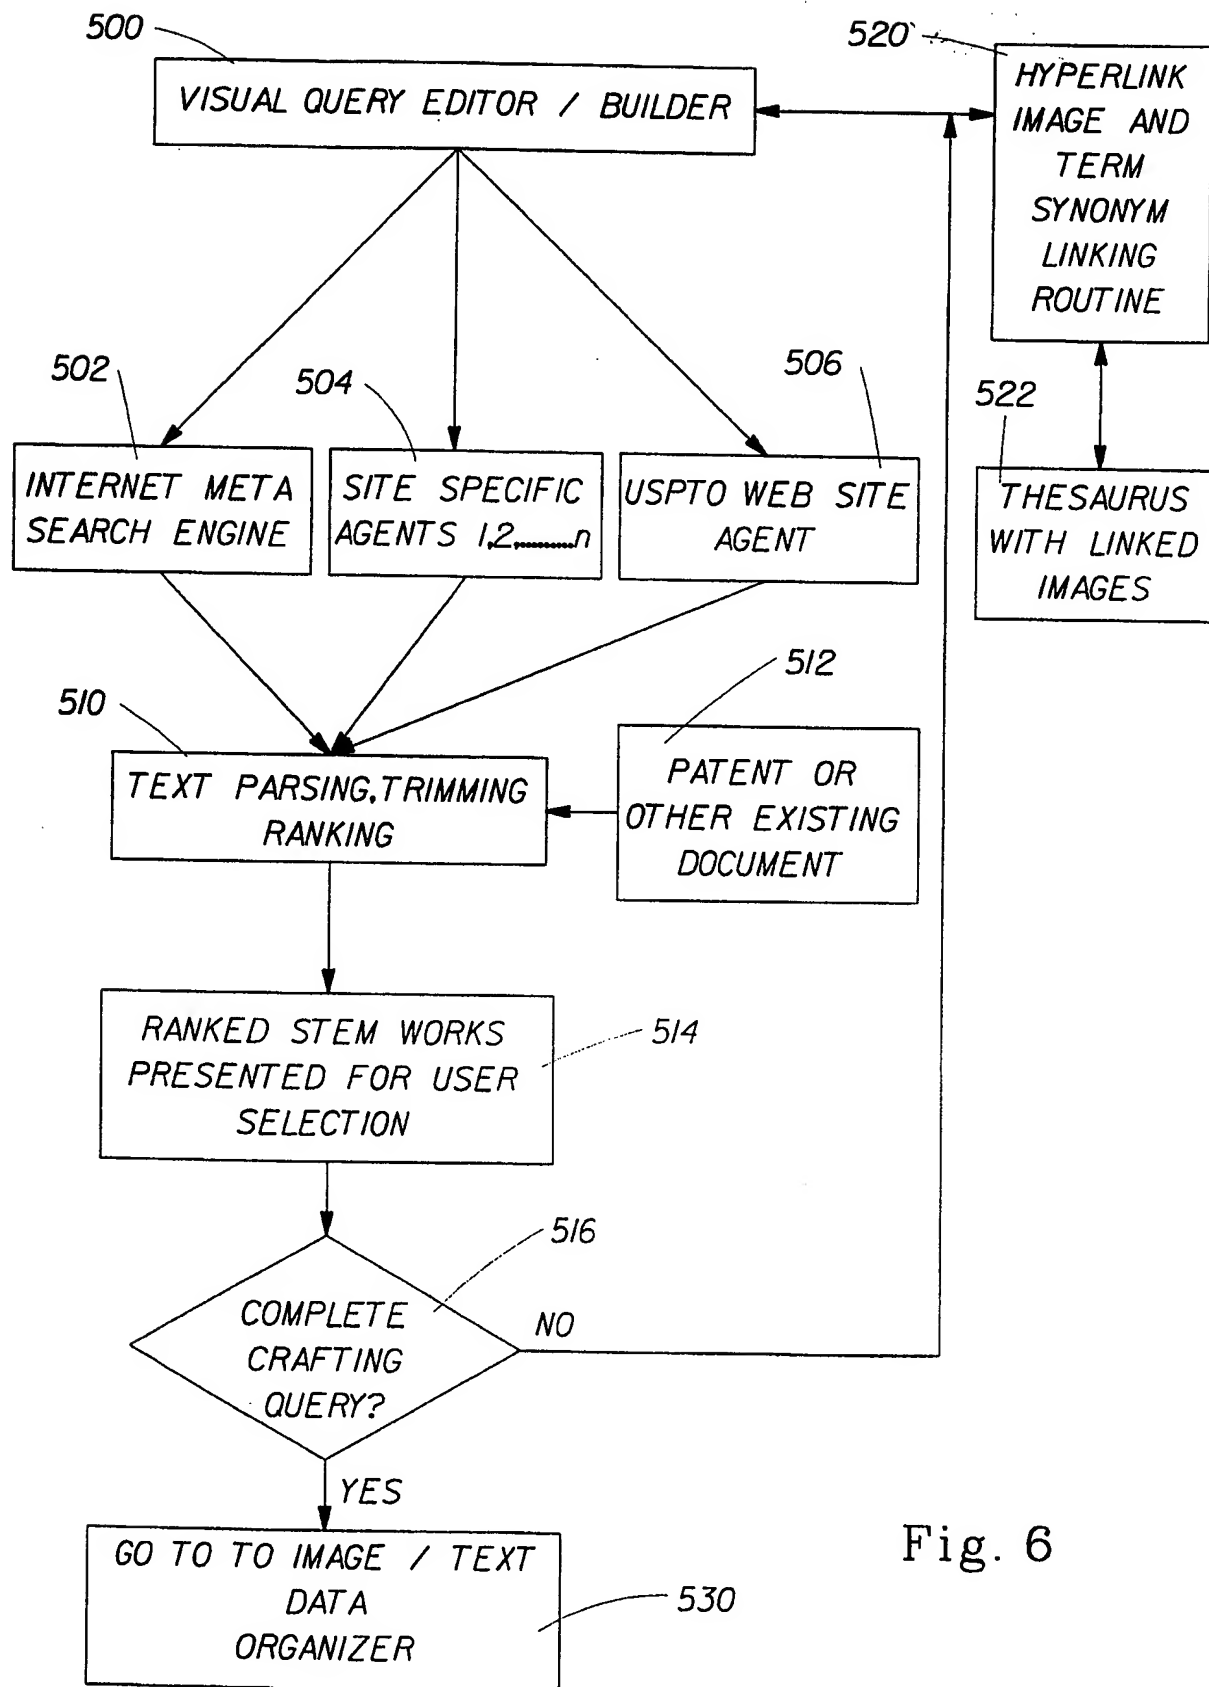 500
VISUAL QUERY EDITOR / BUILDER
520
HYPERLINK
IMAGE AND
TERM
SYNONYM
LINKING
ROUTINE
502
INTERNET META
SEARCH ENGINE
504
SITE SPECIFIC
AGENTS 1,2,..........n
506
USPTO WEB SITE
AGENT
522
THESAURUS
WITH LINKED
IMAGES
510
TEXT PARSING,TRIMMING
RANKING
512
PATENT OR
OTHER EXISTING
DOCUMENT
RANKED STEM WORKS
PRESENTED FOR USER
SELECTION
514
516
COMPLETE
CRAFTING
QUERY?
NO
YES
GO TO TO IMAGE / TEXT
DATA
ORGANIZER
530
Fig. 6